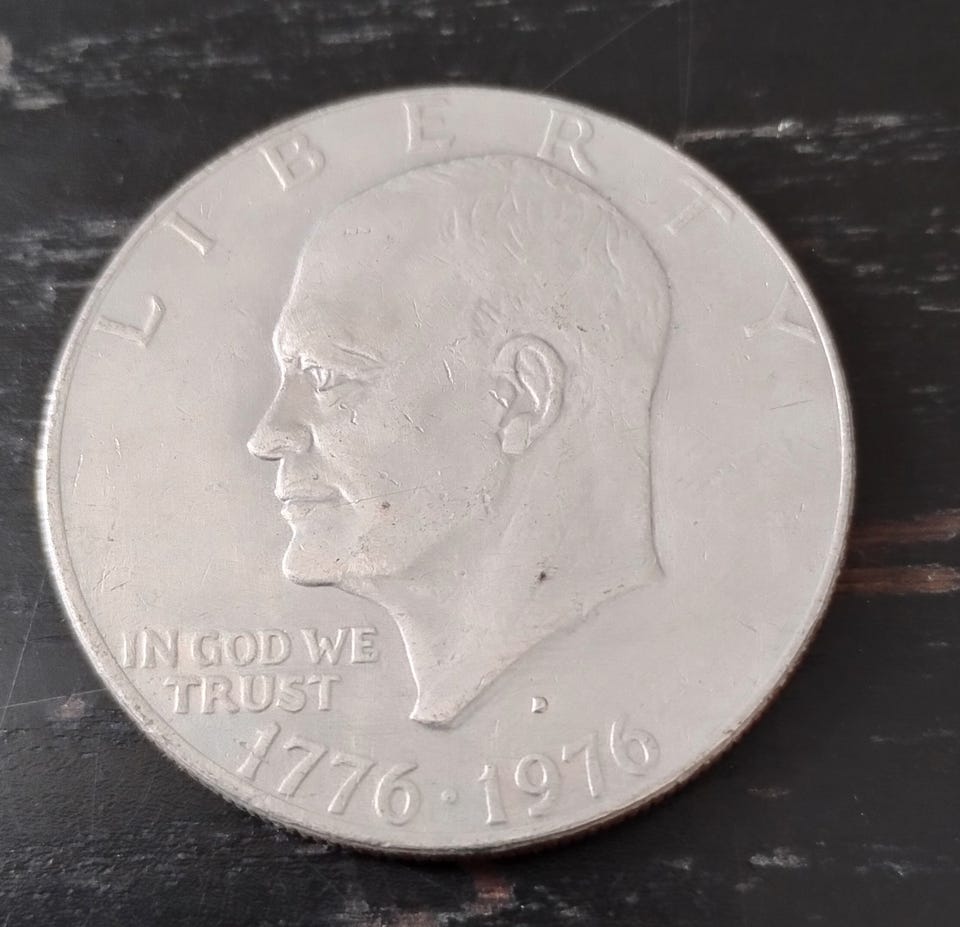 LIBERTY
IN GOD WE
TRUST
D
1776 · 1976